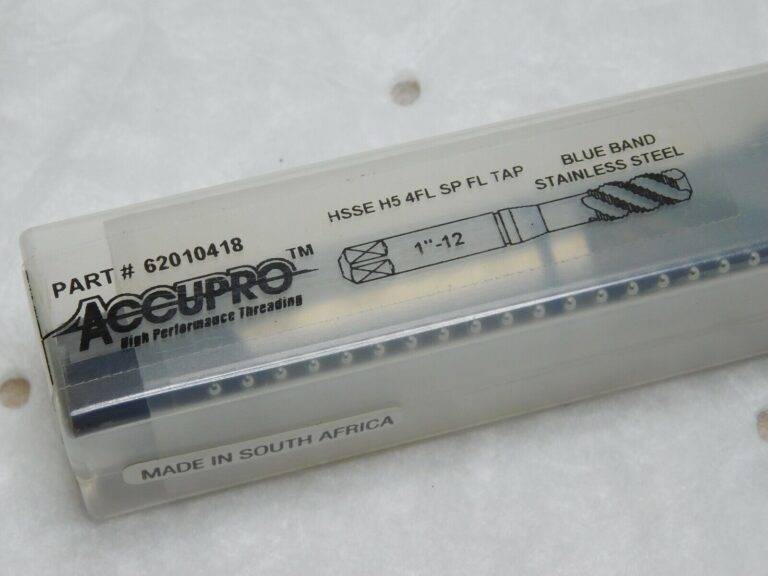 PART # 62010418
ACCUPRO™
High Performance Threading
HSSE H5 4FL SP FL TAP
1"-12
BLUE BAND
STAINLESS STEEL
MADE IN SOUTH AFRICA